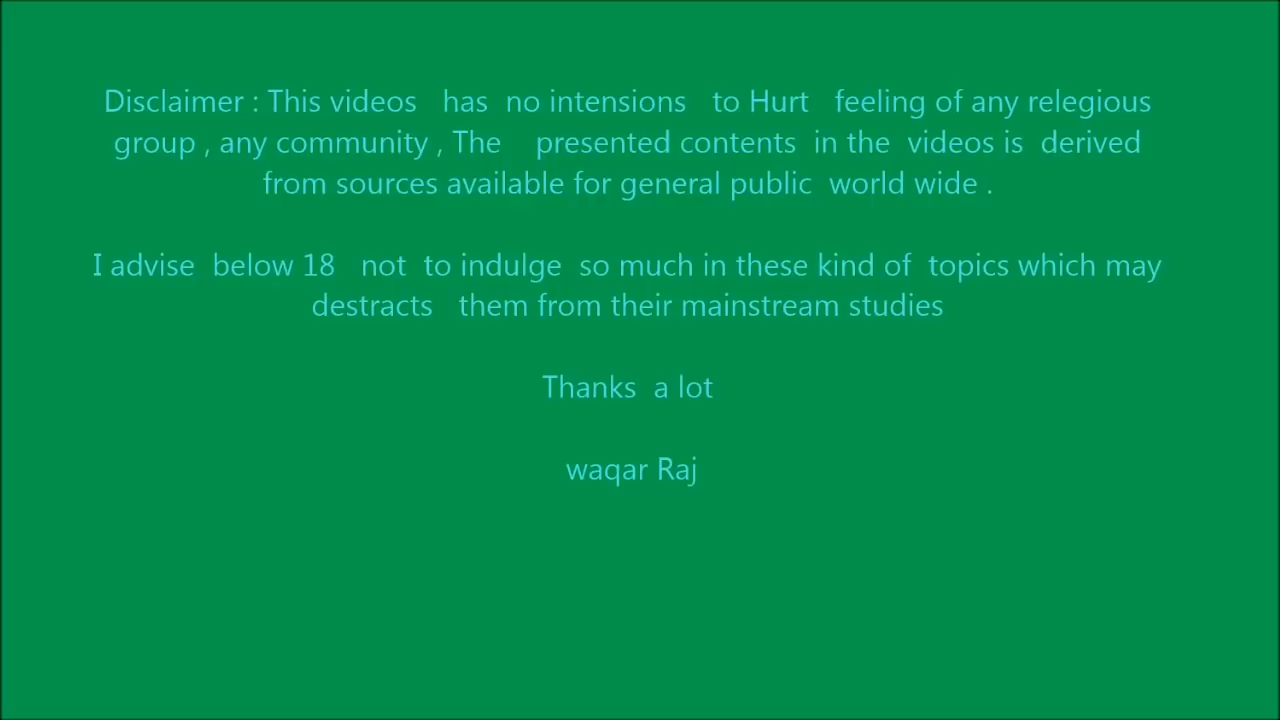 Disclaimer : This videos has no intensions to Hurt feeling of any relegious
group , any community , The presented contents in the videos is derived
from sources available for general public world wide .
I advise below 18 not to indulge so much in these kind of topics which may
destracts them from their mainstream studies
Thanks a lot
waqar Raj